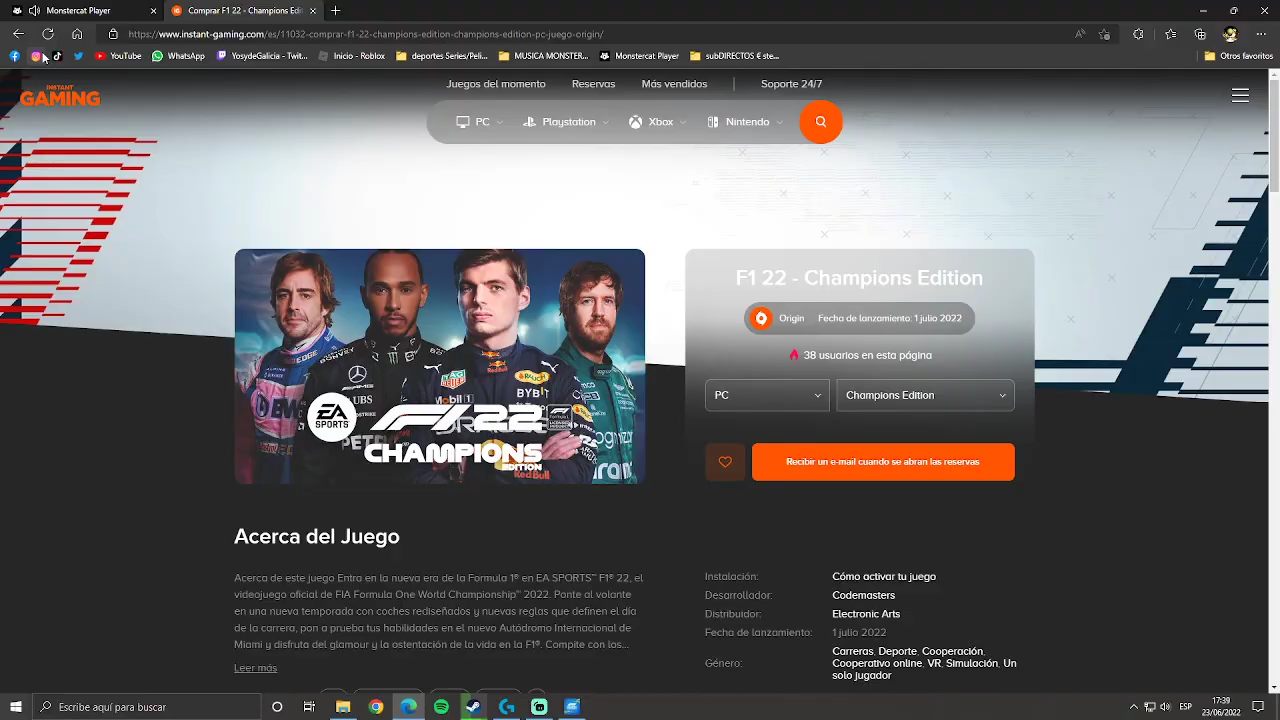 Monstercat Player
Comprar F1 22 - Champions Edition
https://www.instant-gaming.com/es/11032-comprar-f1-22-champions-edition-champions-edition-pc-juego-origin/
YouTube
WhatsApp
YosydeGalicia - Twit...
Inicio - Roblox
deportes Series/Peli...
MUSICA MONSTER...
Monstercat Player
subDIRECTOS € ste...
Otros favoritos
INSTANT
GAMING
Juegos del momento
Reservas
Más vendidos
Soporte 24/7
PC
Playstation
Xbox
Nintendo
F1 22 - Champions Edition
Origin
Fecha de lanzamiento: 1 julio 2022
38 usuarios en esta página
PC
Champions Edition
Recibir un e-mail cuando se abran las reservas
EA
SPORTS
F1 22
CHAMPIONS
EDITION
Acerca del Juego
Acerca de este juego Entra en la nueva era de la Formula 1® en EA SPORTS™ F1® 22, el
videojuego oficial de FIA Formula One World Championship™ 2022. Ponte al volante
en una nueva temporada con coches rediseñados y nuevas reglas que definen el día
de la carrera, pon a prueba tus habilidades en el nuevo Autódromo Internacional de
Miami y disfruta del glamour y la ostentación de la vida en la F1®. Compite con los...
Leer más
Instalación:
Cómo activar tu juego
Desarrollador:
Codemasters
Distribuidor:
Electronic Arts
Fecha de lanzamiento:
1 julio 2022
Género:
Carreras, Deporte, Cooperación,
Cooperativo online, VR, Simulación, Un
solo jugador
Escribe aquí para buscar
ESP
17:39
23/06/2022